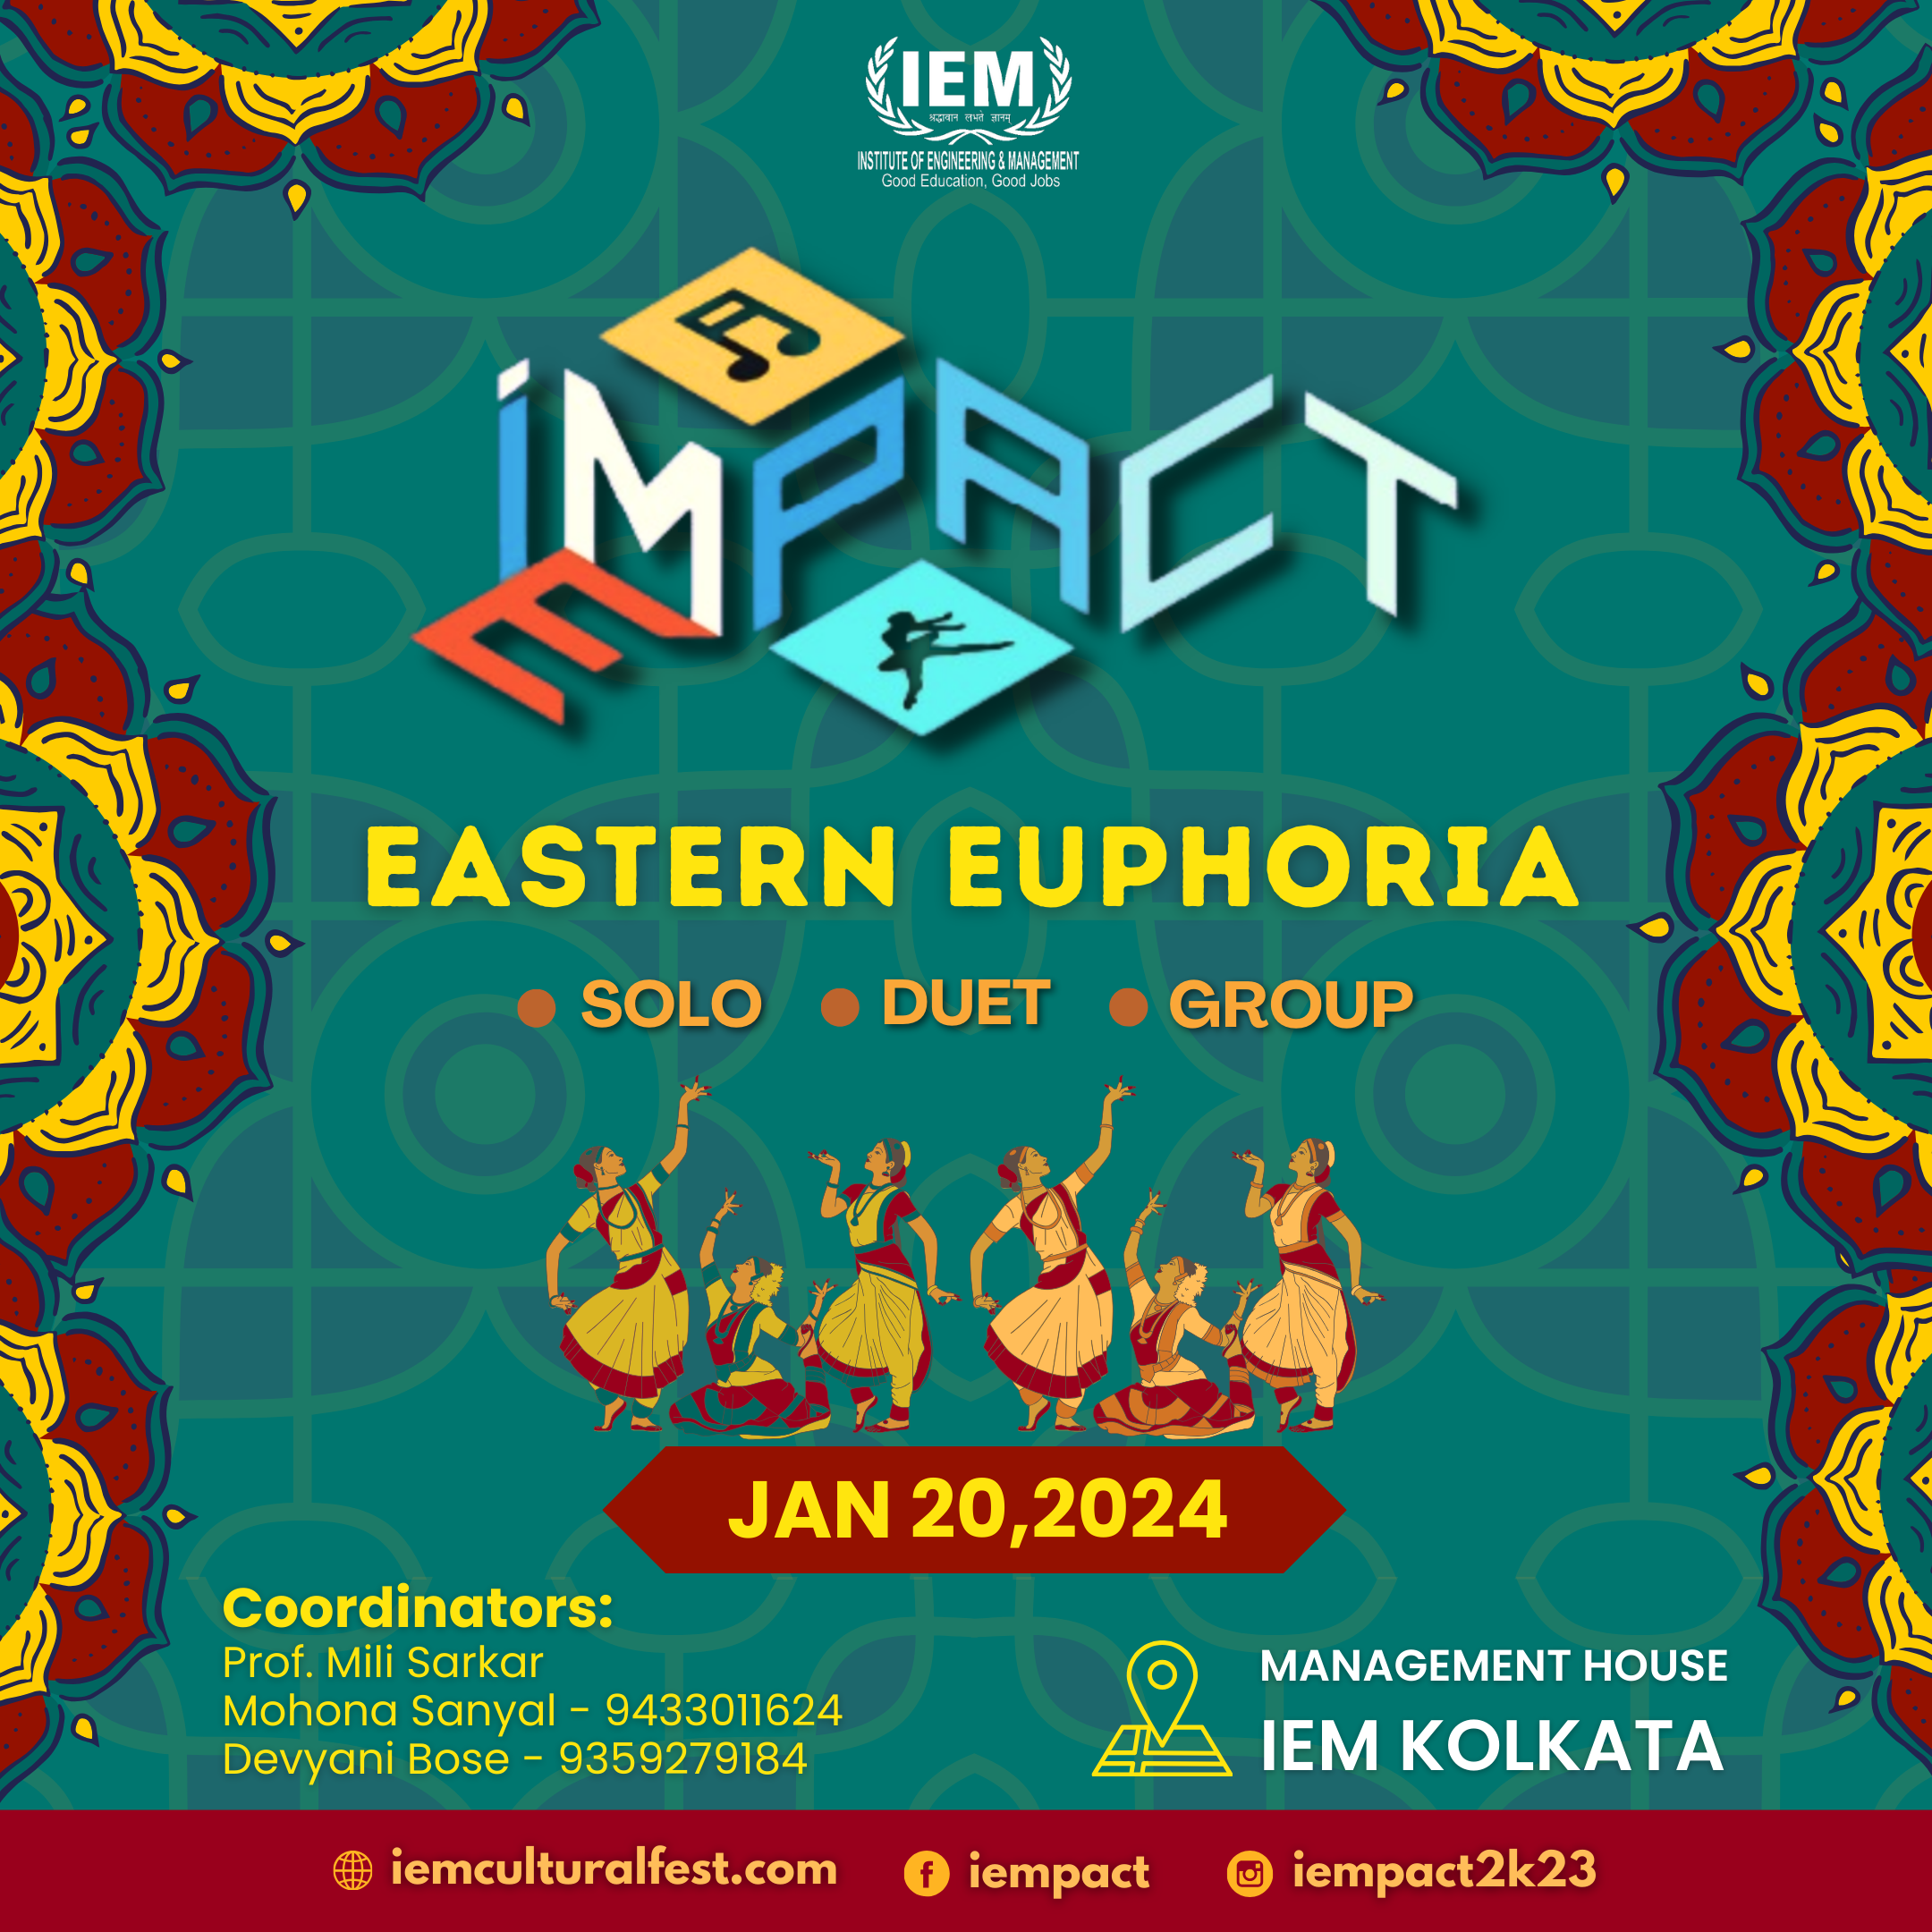 IEM
श्रद्धावान लभते ज्ञानम्
INSTITUTE OF ENGINEERING & MANAGEMENT
Good Education, Good Jobs
iEMPACT
EASTERN EUPHORIA
SOLO DUET GROUP
JAN 20,2024
Coordinators:
Prof. Mili Sarkar
Mohona Sanyal - 9433011624
Devyani Bose - 9359279184
MANAGEMENT HOUSE
IEM KOLKATA
iemculturalfest.com iempact iempact2k23